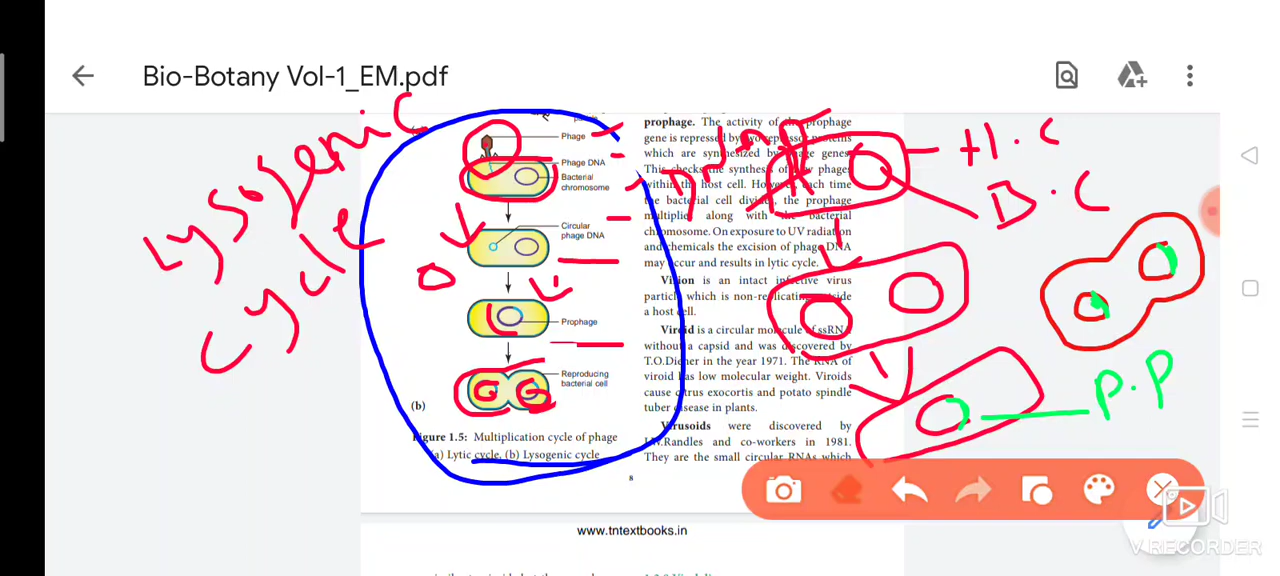 Bio-Botany Vol-1_EM.pdf
Lysogenic
cycle
Phage
Phage DNA
Bacterial
chromosome
Circular
phage DNA
Prophage
Reproducing
bacterial cell
(b)
Figure 1.5: Multiplication cycle of phage
(a) Lytic cycle, (b) Lysogenic cycle
prophage. The activity of the prophage
gene is repressed by two repressor proteins
which are synthesized by phage genes.
This checks the synthesis of new phages
within the host cell. However, each time
the bacterial cell divides, the prophage
multiplies along with the bacterial
chromosome. On exposure to UV radiation
and chemicals the excision of phage DNA
may occur and results in lytic cycle.
Virion is an intact infective virus
particle which is non-replicating outside
a host cell.
Viroid is a circular molecule of ssRNA
without a capsid and was discovered by
T.O.Diener in the year 1971. The RNA of
viroid has low molecular weight. Viroids
cause citrus exocortis and potato spindle
tuber disease in plants.
Virusoids were discovered by
J.W.Randles and co-workers in 1981.
They are the small circular RNAs which
8
H.C
B.C
P.P
www.tntextbooks.in
V RECORDER